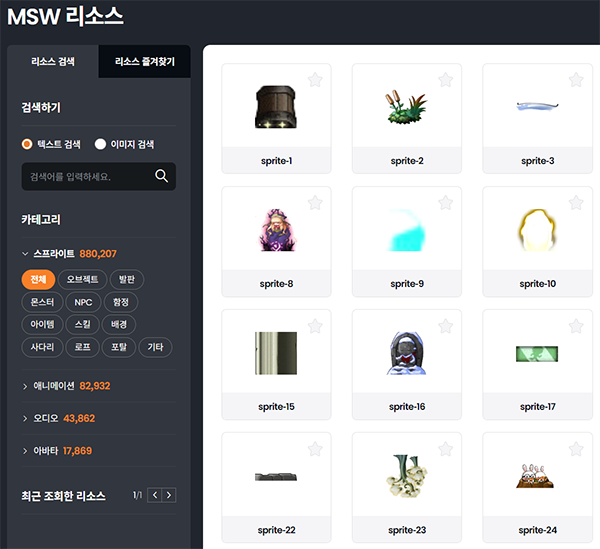 MSW 리소스
리소스 검색 리소스 즐겨찾기
검색하기
텍스트 검색 이미지 검색
검색어를 입력하세요.
카테고리
스프라이트 880,207
전체 오브젝트 발판
몬스터 NPC 함정
아이템 스킬 배경
사다리 로프 포탈 기타
애니메이션 82,932
오디오 43,862
아바타 17,869
최근 조회한 리소스 1/1
sprite-1 sprite-2 sprite-3
sprite-8 sprite-9 sprite-10
sprite-15 sprite-16 sprite-17
sprite-22 sprite-23 sprite-24